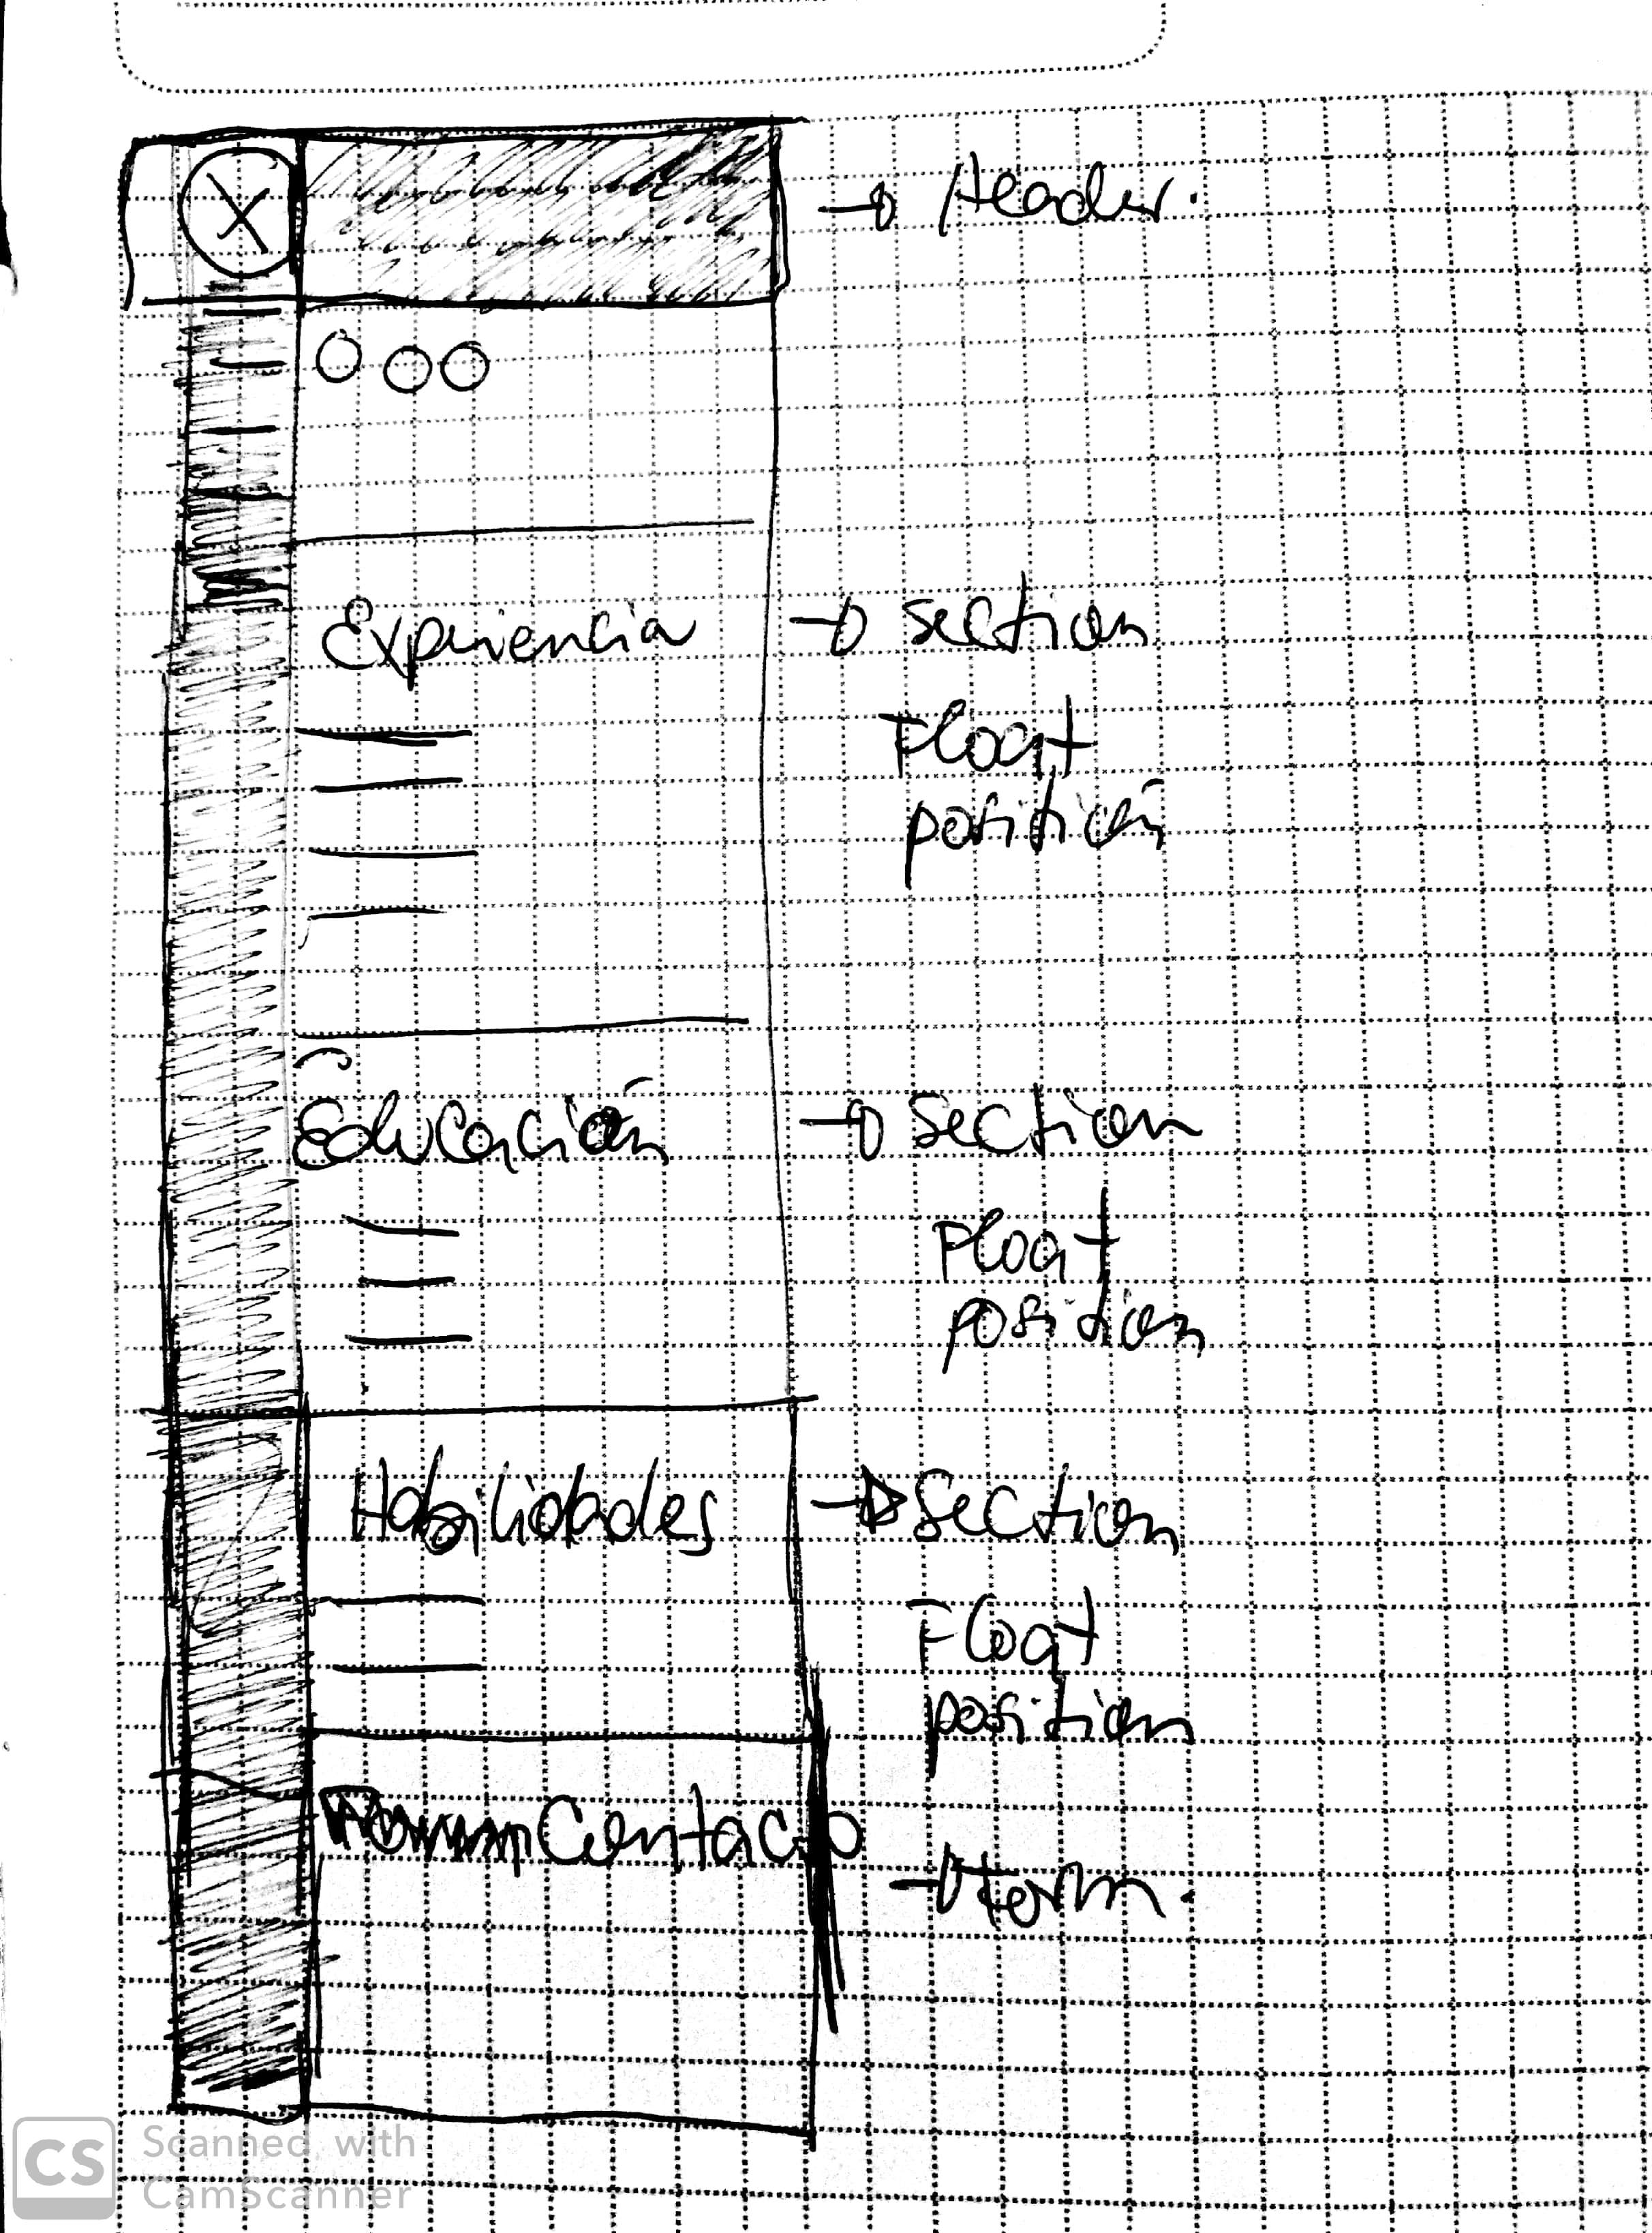 Header.
Experiencia → section
Float
position
Educación → Section
Float
position
Habilidades → Section
Float
position
Contacto → form.
CS Scanned with
CamScanner